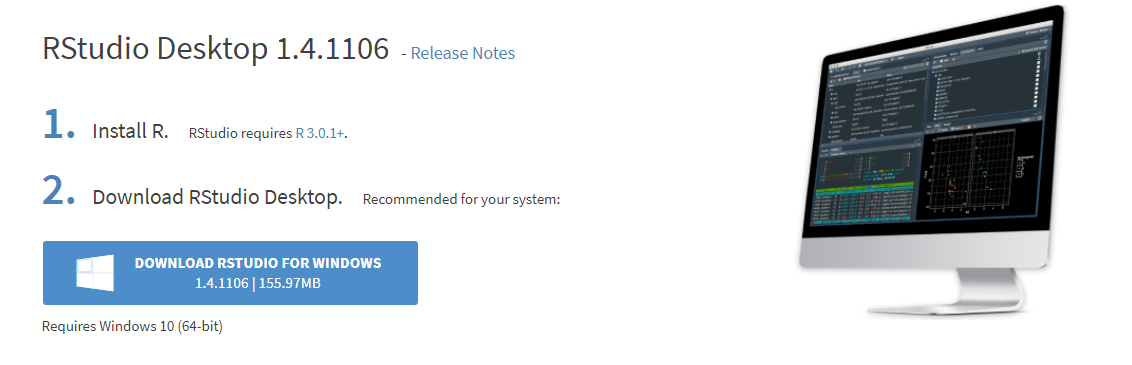 RStudio Desktop 1.4.1106 - Release Notes
1. Install R. RStudio requires R 3.0.1+.
2. Download RStudio Desktop. Recommended for your system:
DOWNLOAD RSTUDIO FOR WINDOWS
1.4.1106 | 155.97MB
Requires Windows 10 (64-bit)